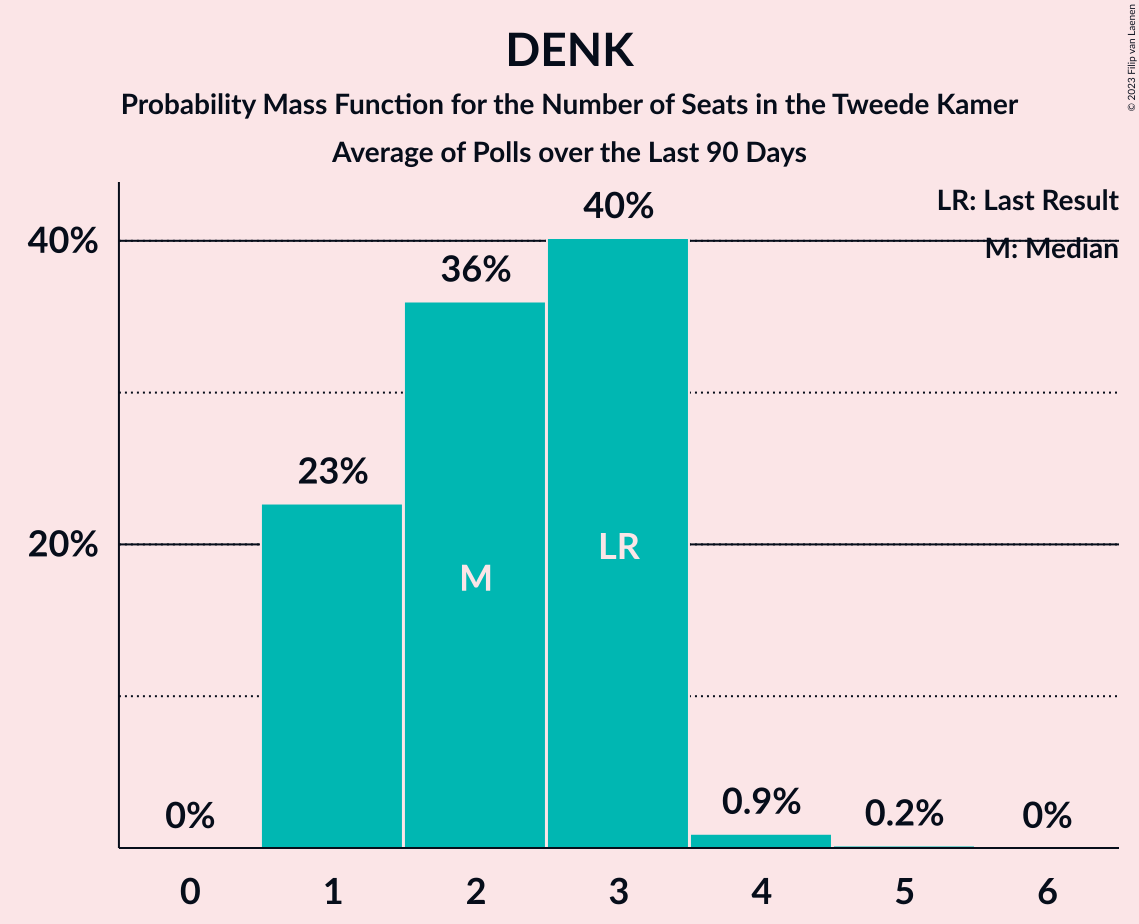 DENK
Probability Mass Function for the Number of Seats in the Tweede Kamer
Average of Polls over the Last 90 Days
© 2023 Filip van Laenen
LR: Last Result
M: Median
40%
20%
0%
23%
36%
40%
0.9%
0.2%
0%
M
LR
0 1 2 3 4 5 6